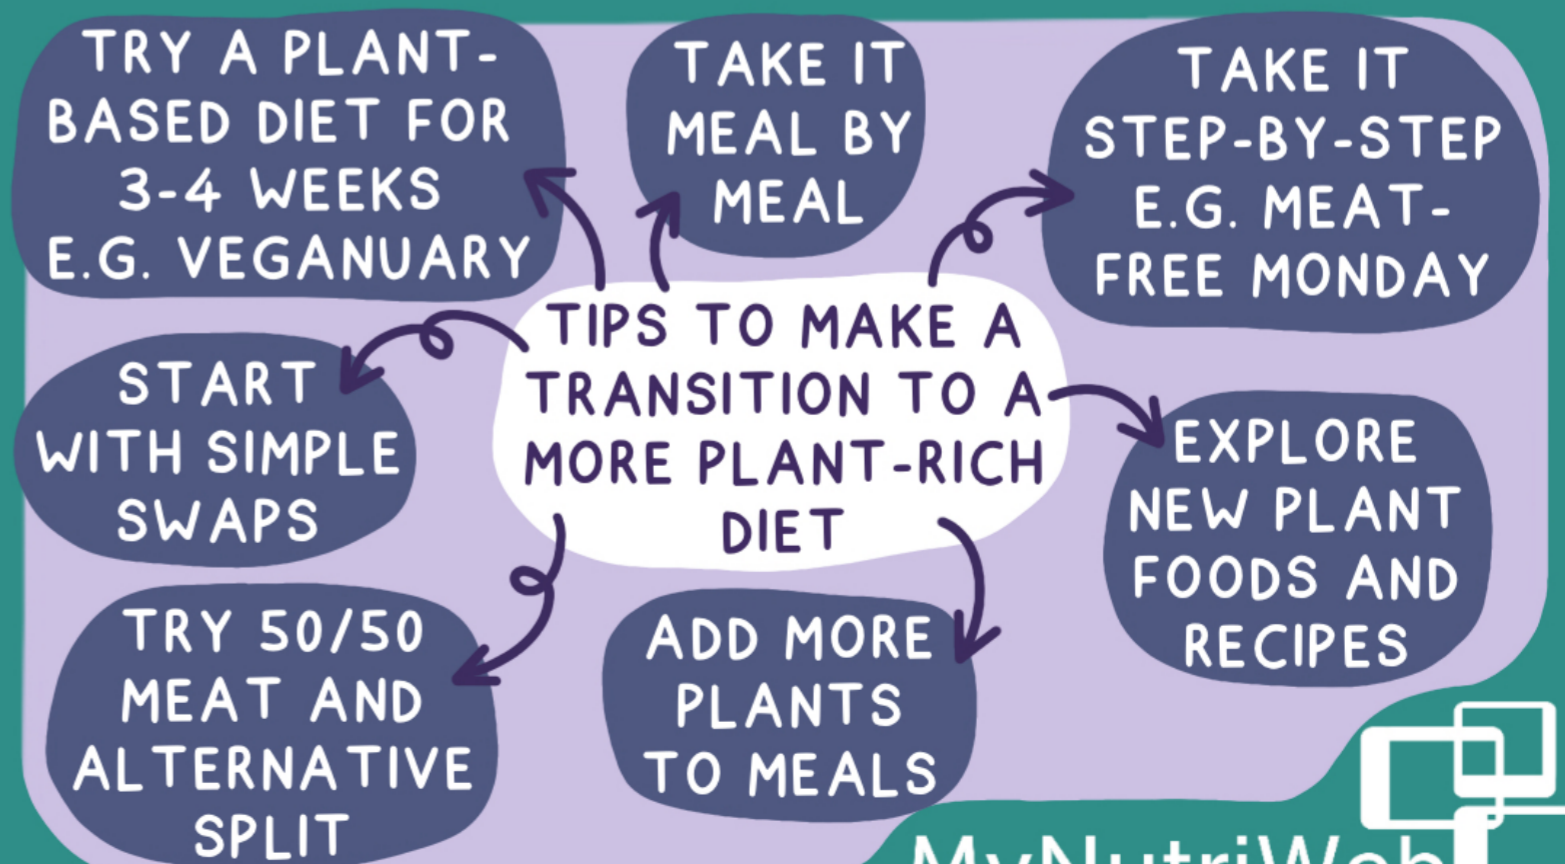 TRY A PLANT-
BASED DIET FOR
3-4 WEEKS
E.G. VEGANUARY
TAKE IT
MEAL BY
MEAL
TAKE IT
STEP-BY-STEP
E.G. MEAT-
FREE MONDAY
TIPS TO MAKE A
TRANSITION TO A
MORE PLANT-RICH
DIET
START
WITH SIMPLE
SWAPS
EXPLORE
NEW PLANT
FOODS AND
RECIPES
TRY 50/50
MEAT AND
ALTERNATIVE
SPLIT
ADD MORE
PLANTS
TO MEALS
MyNutriWeb